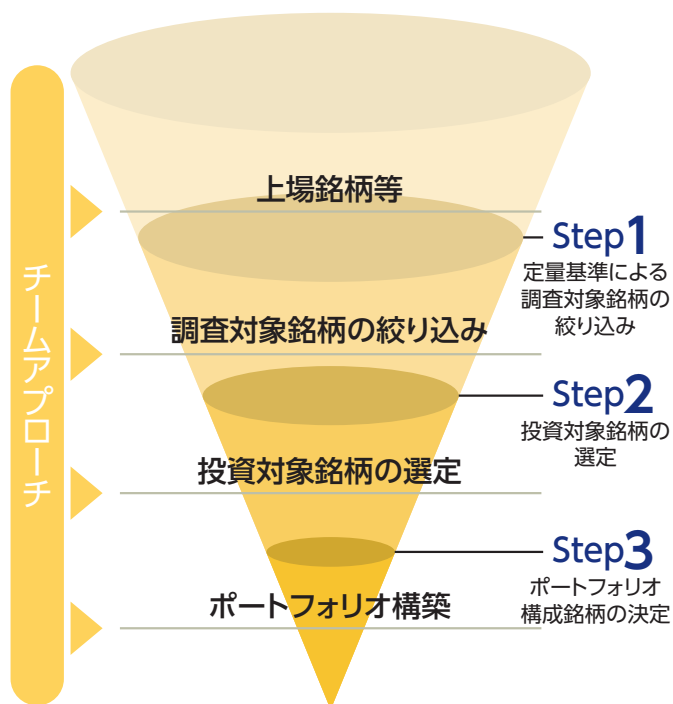 チームアプローチ
上場銘柄等
Step1
定量基準による
調査対象銘柄の
絞り込み
調査対象銘柄の絞り込み
Step2
投資対象銘柄の
選定
投資対象銘柄の選定
Step3
ポートフォリオ
構成銘柄の決定
ポートフォリオ構築